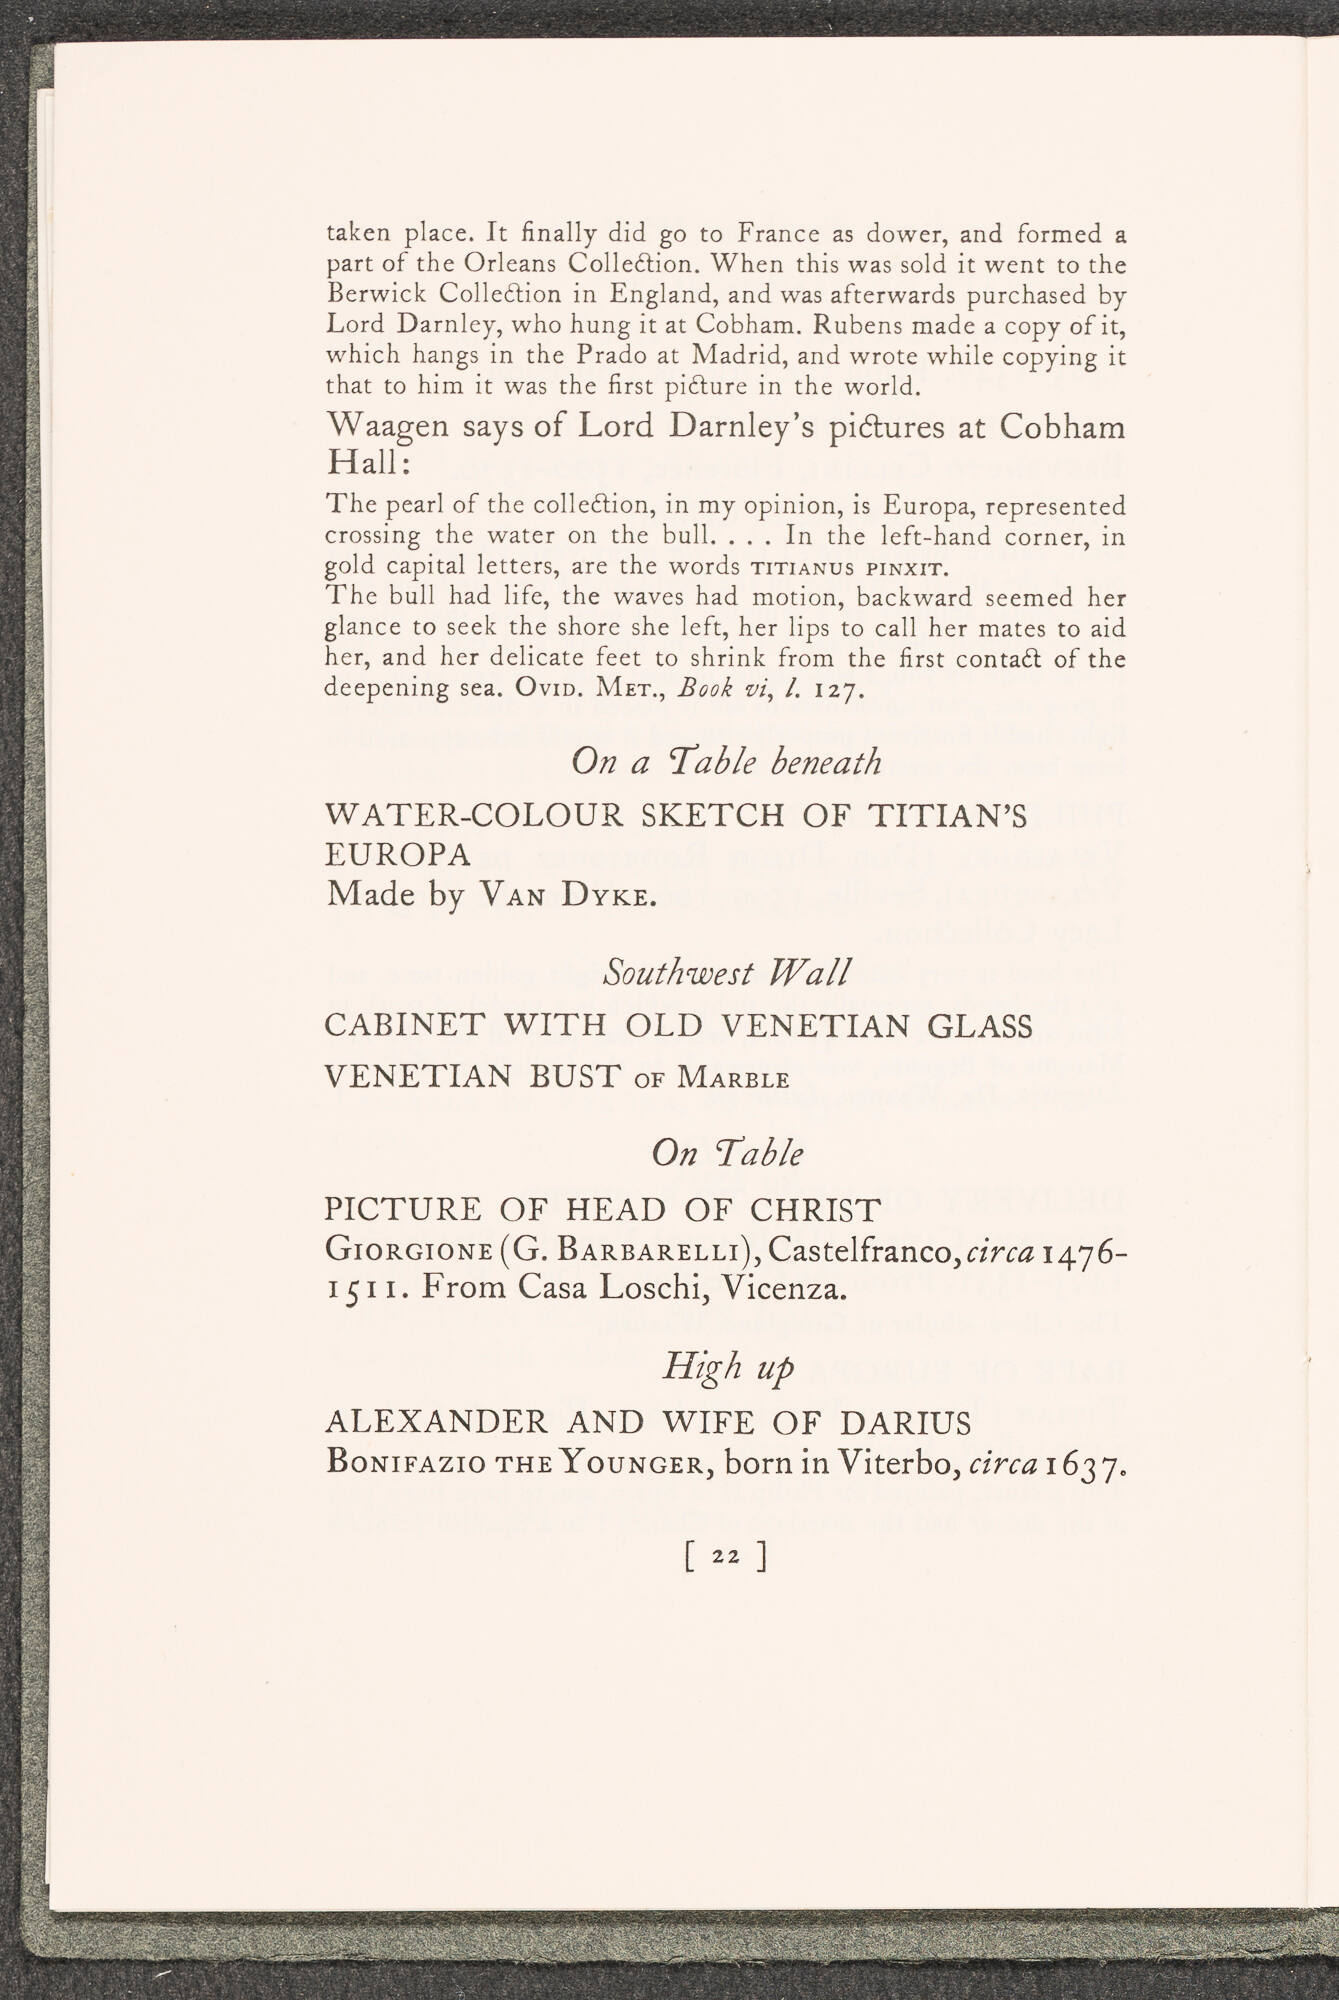 taken place. It finally did go to France as dower, and formed a
part of the Orleans Collection. When this was sold it went to the
Berwick Collection in England, and was afterwards purchased by
Lord Darnley, who hung it at Cobham. Rubens made a copy of it,
which hangs in the Prado at Madrid, and wrote while copying it
that to him it was the first picture in the world.
Waagen says of Lord Darnley's pictures at Cobham
Hall:
The pearl of the collection, in my opinion, is Europa, represented
crossing the water on the bull. . . . In the left-hand corner, in
gold capital letters, are the words TITIANUS PINXIT.
The bull had life, the waves had motion, backward seemed her
glance to seek the shore she left, her lips to call her mates to aid
her, and her delicate feet to shrink from the first contact of the
deepening sea. OVID. MET., Book vi, l. 127.
On a Table beneath
WATER-COLOUR SKETCH OF TITIAN'S
EUROPA
Made by VAN DYKE.
Southwest Wall
CABINET WITH OLD VENETIAN GLASS
VENETIAN BUST OF MARBLE
On Table
PICTURE OF HEAD OF CHRIST
GIORGIONE (G. BARBARELLI), Castelfranco, circa 1476-
1511. From Casa Loschi, Vicenza.
High up
ALEXANDER AND WIFE OF DARIUS
BONIFAZIO THE YOUNGER, born in Viterbo, circa 1637.
[ 22 ]